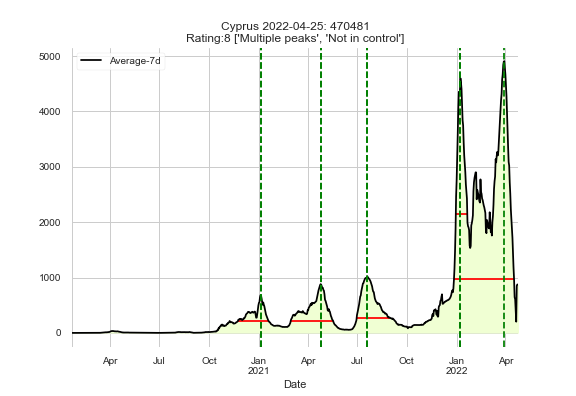 Cyprus 2022-04-25: 470481
Rating:8 ['Multiple peaks', 'Not in control']
Average-7d
5000
4000
3000
2000
1000
0
Apr Jul Oct Jan Apr Jul Oct Jan Apr
2021 2022
Date